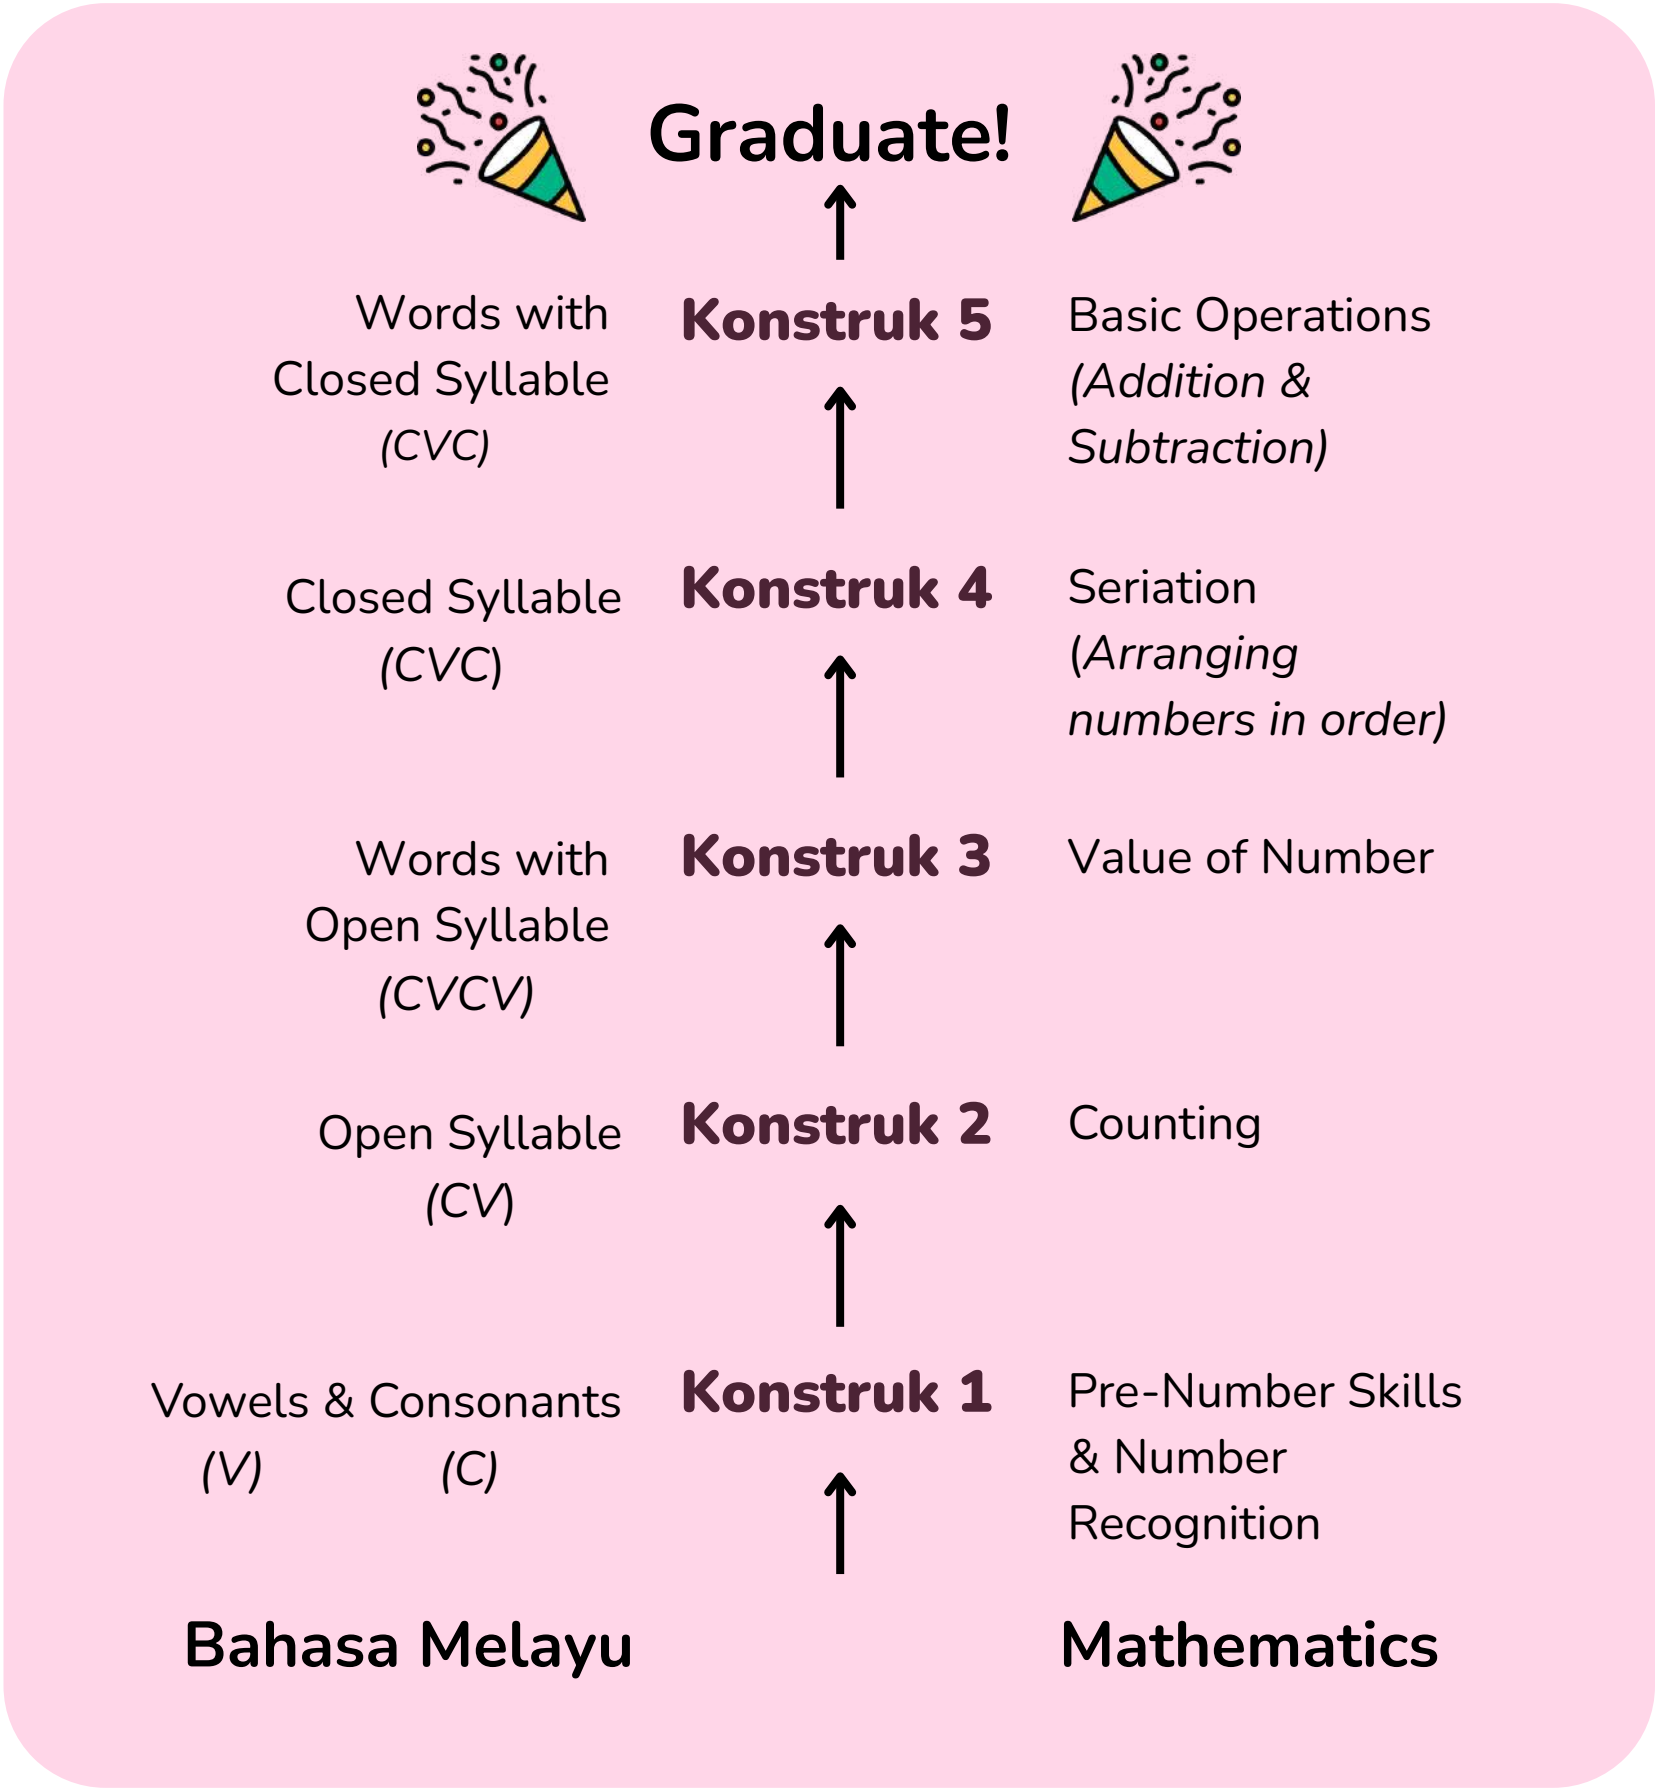 Graduate!
Words with
Closed Syllable
(CVC)
Konstruk 5
Basic Operations
(Addition &
Subtraction)
Closed Syllable
(CVC)
Konstruk 4
Seriation
(Arranging
numbers in order)
Words with
Open Syllable
(CVCV)
Konstruk 3
Value of Number
Open Syllable
(CV)
Konstruk 2
Counting
Vowels & Consonants
(V) (C)
Konstruk 1
Pre-Number Skills
& Number
Recognition
Bahasa Melayu
Mathematics